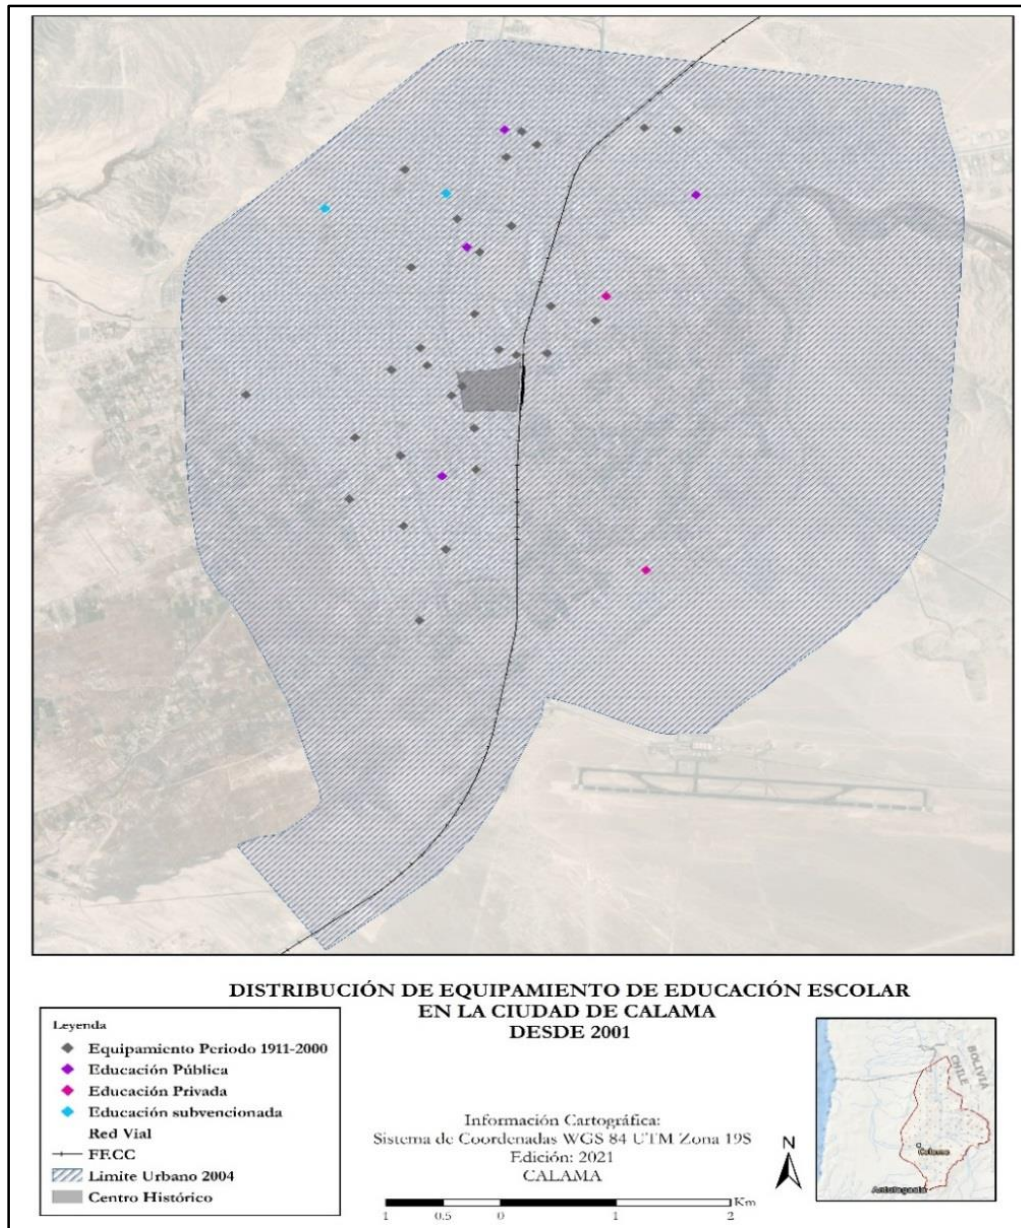 DISTRIBUCIÓN DE EQUIPAMIENTO DE EDUCACIÓN ESCOLAR
EN LA CIUDAD DE CALAMA
DESDE 2001
Leyenda
Equipamiento Periodo 1911-2000
Educación Pública
Educación Privada
Educación subvencionada
Red Vial
FF.CC
Limite Urbano 2004
Centro Histórico
Información Cartográfica:
Sistema de Coordenadas WGS 84 UTM Zona 19S
Edición: 2021
CALAMA
N
Km
1 0.5 0 1 2
BOLIVIA
CHILE
Calama
Antofagasta